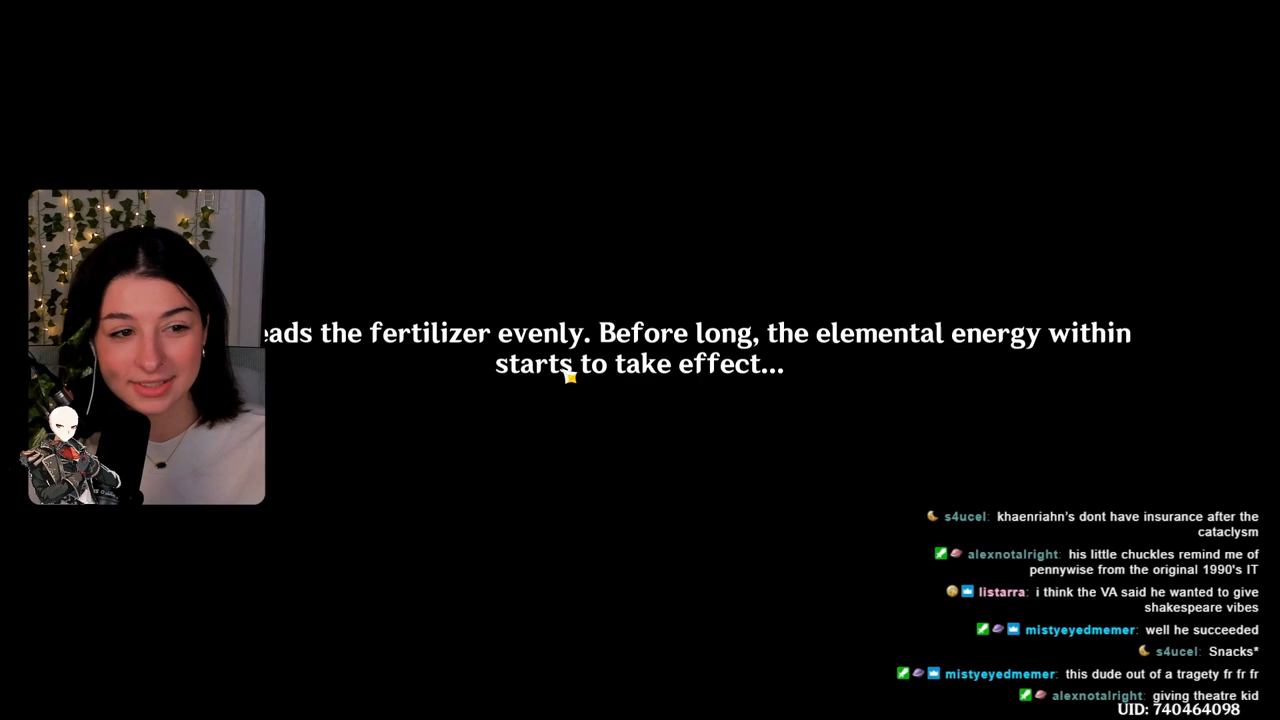 the fertilizer evenly. Before long, the elemental energy within
starts to take effect...
s4ucel: khaenriahn's dont have insurance after the
cataclysm
alexnotalright: his little chuckles remind me of
pennywise from the original 1990's IT
listarra: i think the VA said he wanted to give
shakespeare vibes
mistyeyedmemer: well he succeeded
s4ucel: Snacks*
mistyeyedmemer: this dude out of a tragety fr fr fr
alexnotalright: giving theatre kid
UID: 740464098